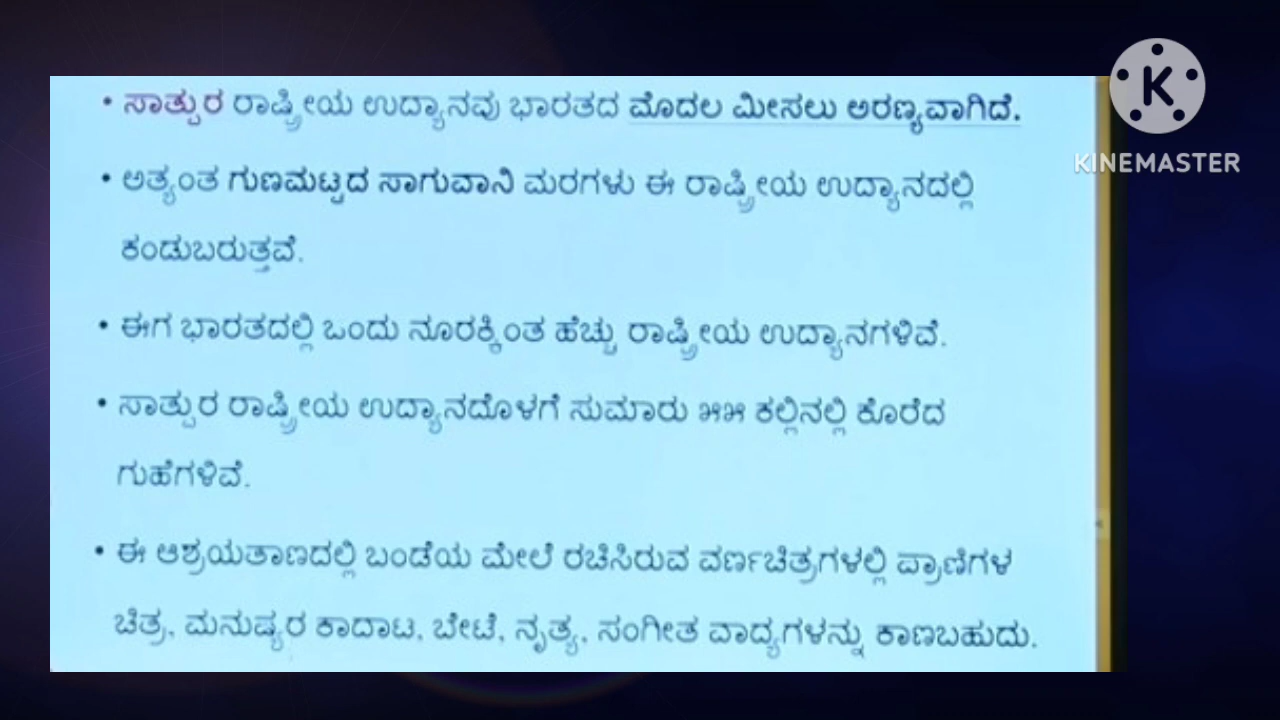 • ಸಾತ್ಪುರ ರಾಷ್ಟ್ರೀಯ ಉದ್ಯಾನವು ಭಾರತದ ಮೊದಲ ಮೀಸಲು ಅರಣ್ಯವಾಗಿದೆ.
KINEMASTER
• ಅತ್ಯಂತ ಗುಣಮಟ್ಟದ ಸಾಗುವಾನಿ ಮರಗಳು ಈ ರಾಷ್ಟ್ರೀಯ ಉದ್ಯಾನದಲ್ಲಿ
ಕಂಡುಬರುತ್ತವೆ.
• ಈಗ ಭಾರತದಲ್ಲಿ ಒಂದು ನೂರಕ್ಕಿಂತ ಹೆಚ್ಚು ರಾಷ್ಟ್ರೀಯ ಉದ್ಯಾನಗಳಿವೆ.
• ಸಾತ್ಪುರ ರಾಷ್ಟ್ರೀಯ ಉದ್ಯಾನದೊಳಗೆ ಸುಮಾರು ೫೫ ಕಲ್ಲಿನಲ್ಲಿ ಕೊರೆದ
ಗುಹೆಗಳಿವೆ.
• ಈ ಆಶ್ರಯತಾಣದಲ್ಲಿ ಬಂಡೆಯ ಮೇಲೆ ರಚಿಸಿರುವ ವರ್ಣಚಿತ್ರಗಳಲ್ಲಿ ಪ್ರಾಣಿಗಳ
ಚಿತ್ರ, ಮನುಷ್ಯರ ಕಾದಾಟ, ಬೇಟೆ, ನೃತ್ಯ, ಸಂಗೀತ ವಾದ್ಯಗಳನ್ನು ಕಾಣಬಹುದು.